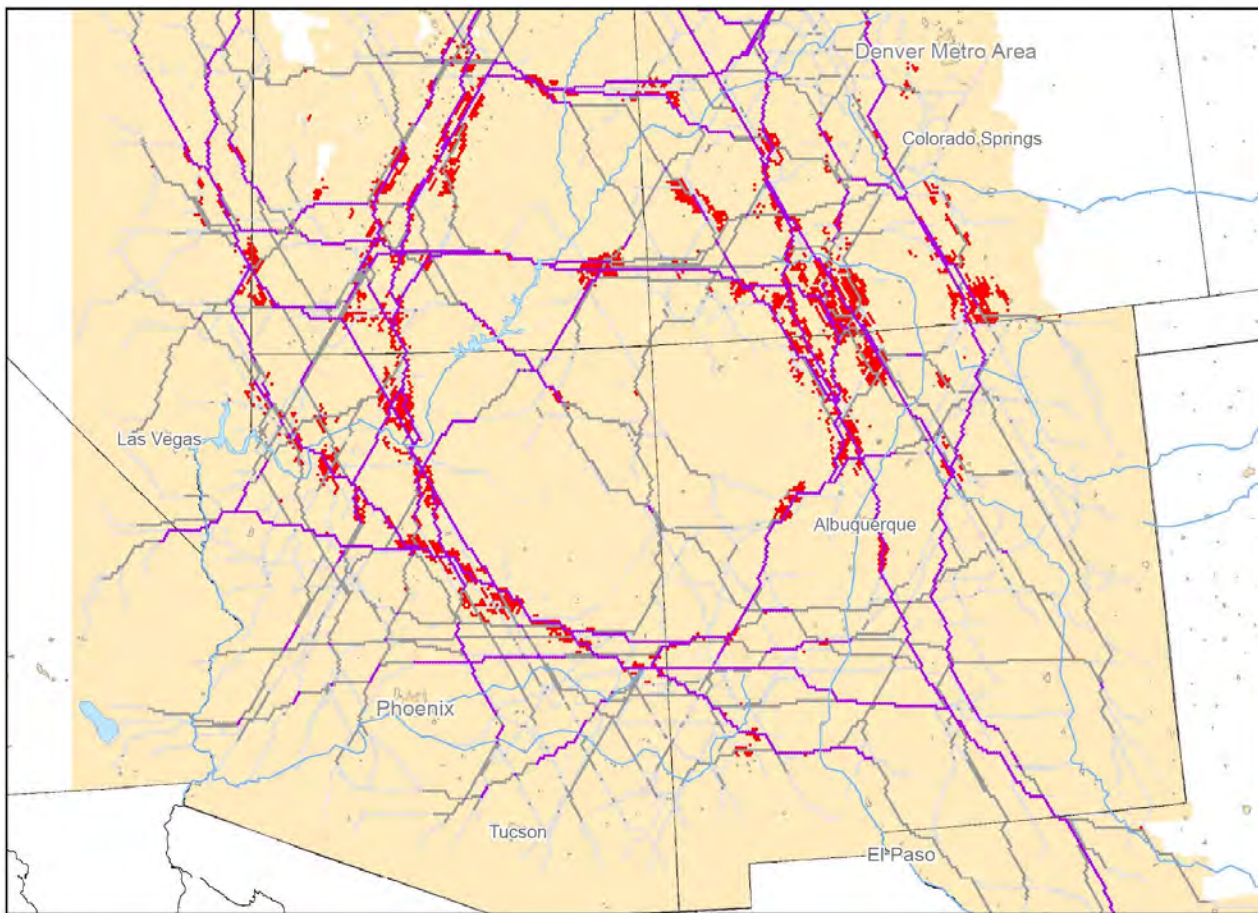 Denver Metro Area
Colorado Springs
Las Vegas
Albuquerque
Phoenix
Tucson
El Paso